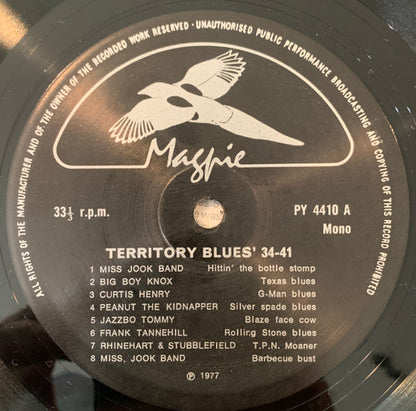 ALL RIGHTS OF THE MANUFACTURER AND OF THE OWNER OF THE RECORDED WORK RESERVED · UNAUTHORISED PUBLIC PERFORMANCE BROADCASTING AND COPYING OF THIS RECORD PROHIBITED
Magpie
33⅓ r.p.m.
PY 4410 A
Mono
TERRITORY BLUES' 34-41
1 MISS JOOK BAND Hittin' the bottle stomp
2 BIG BOY KNOX Texas blues
3 CURTIS HENRY G-Man blues
4 PEANUT THE KIDNAPPER Silver spade blues
5 JAZZBO TOMMY Blaze face cow
6 FRANK TANNEHILL Rolling Stone blues
7 RHINEHART & STUBBLEFIELD T.P.N. Moaner
8 MISS. JOOK BAND Barbecue bust
℗ 1977